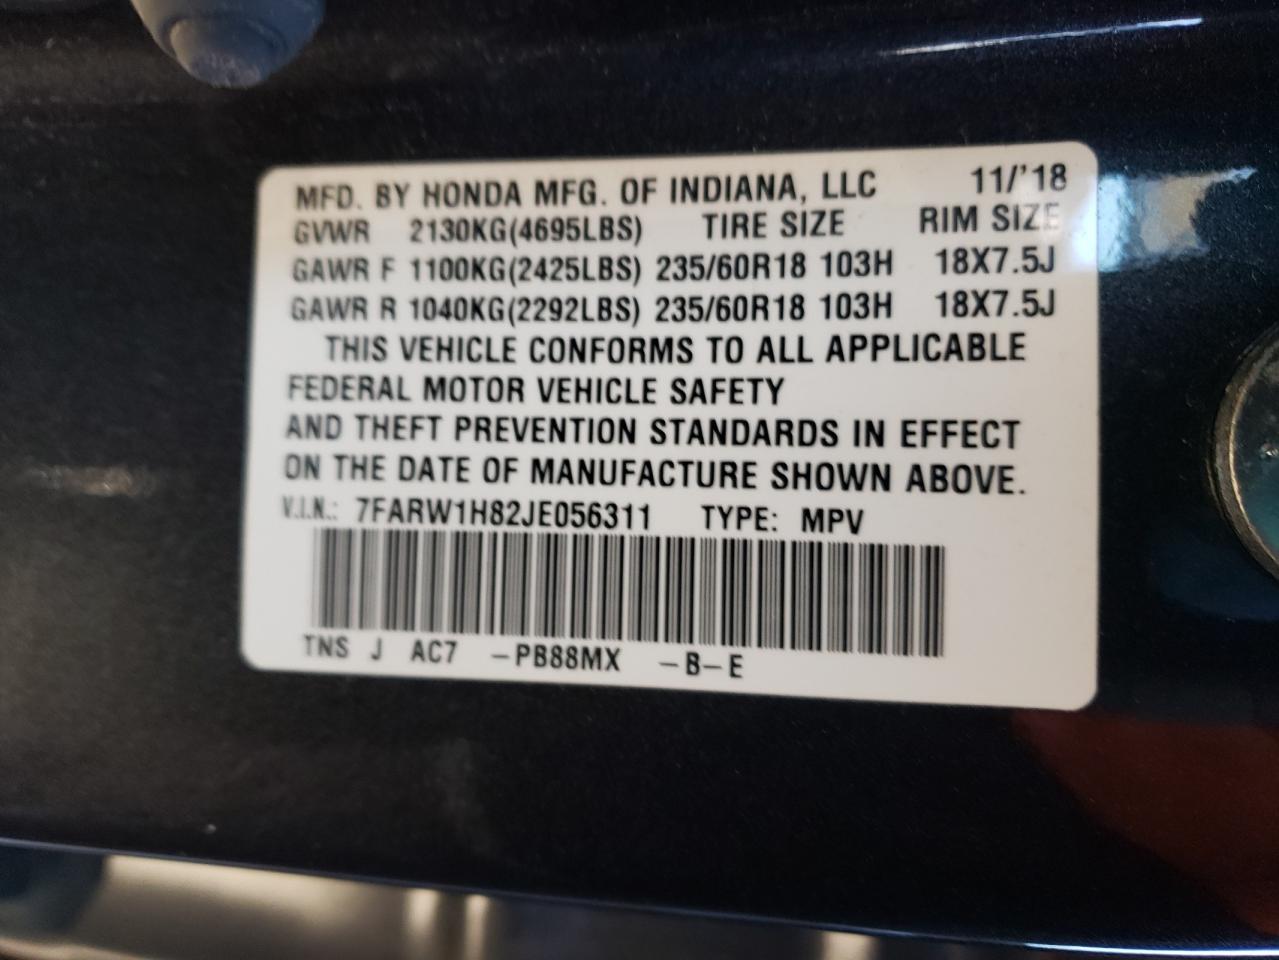 MFD. BY HONDA MFG. OF INDIANA, LLC 11/'18
GVWR 2130KG(4695LBS) TIRE SIZE RIM SIZE
GAWR F 1100KG(2425LBS) 235/60R18 103H 18X7.5J
GAWR R 1040KG(2292LBS) 235/60R18 103H 18X7.5J
THIS VEHICLE CONFORMS TO ALL APPLICABLE
FEDERAL MOTOR VEHICLE SAFETY
AND THEFT PREVENTION STANDARDS IN EFFECT
ON THE DATE OF MANUFACTURE SHOWN ABOVE.
V.I.N.: 7FARW1H82JE056311 TYPE: MPV
TNS J AC7 -PB88MX -B-E